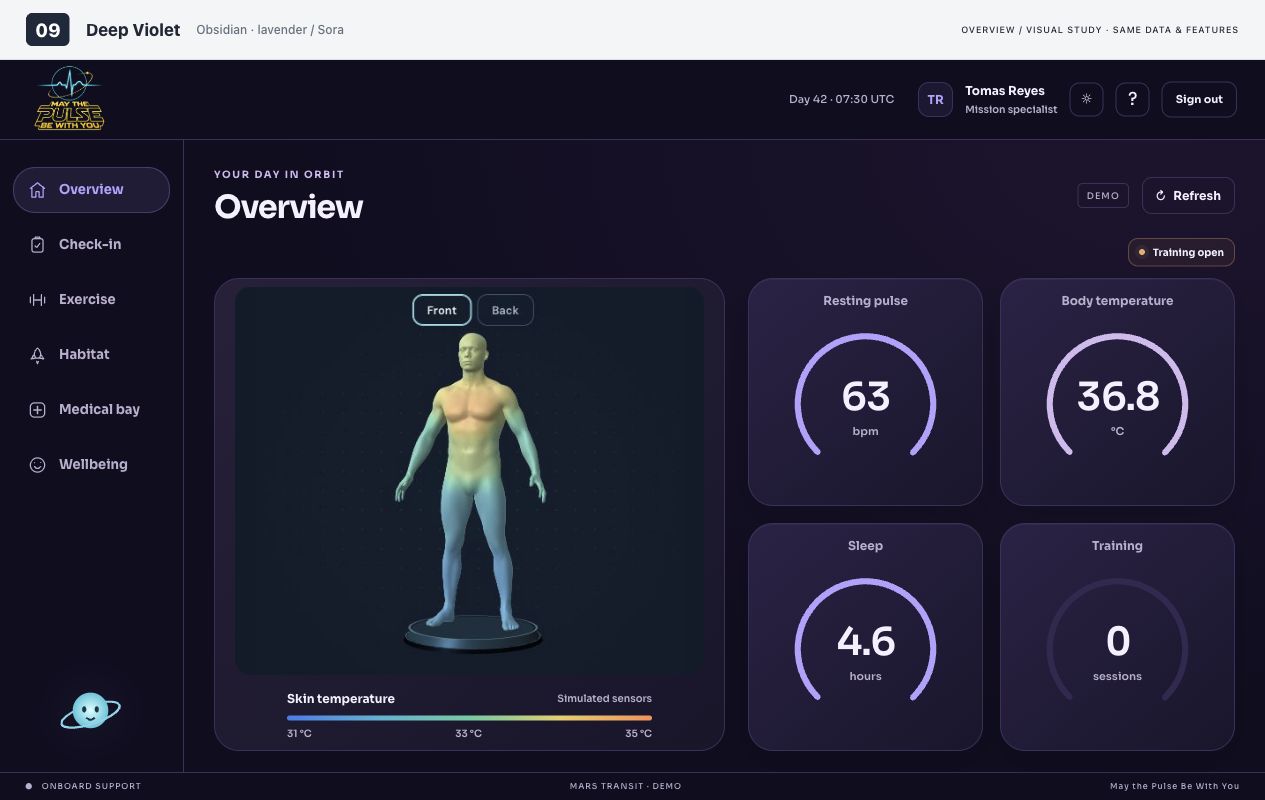 09 Deep Violet Obsidian · lavender / Sora
OVERVIEW / VISUAL STUDY · SAME DATA & FEATURES
MAY THE
PULSE
BE WITH YOU
Day 42 · 07:30 UTC
TR
Tomas Reyes
Mission specialist
?
Sign out
Overview
Check-in
Exercise
Habitat
Medical bay
Wellbeing
YOUR DAY IN ORBIT
Overview
DEMO
↻ Refresh
Training open
Front
Back
Skin temperature
Simulated sensors
31 °C
33 °C
35 °C
Resting pulse
63
bpm
Body temperature
36.8
°C
Sleep
4.6
hours
Training
0
sessions
ONBOARD SUPPORT
MARS TRANSIT · DEMO
May the Pulse Be With You